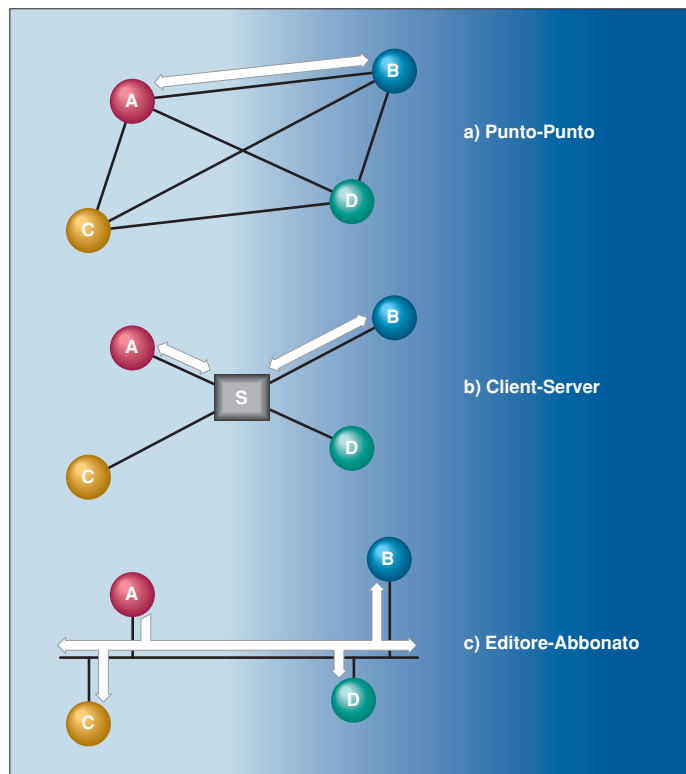 A
B
a) Punto-Punto
C
D
A
B
S
b) Client-Server
C
D
A
B
c) Editore-Abbonato
C
D